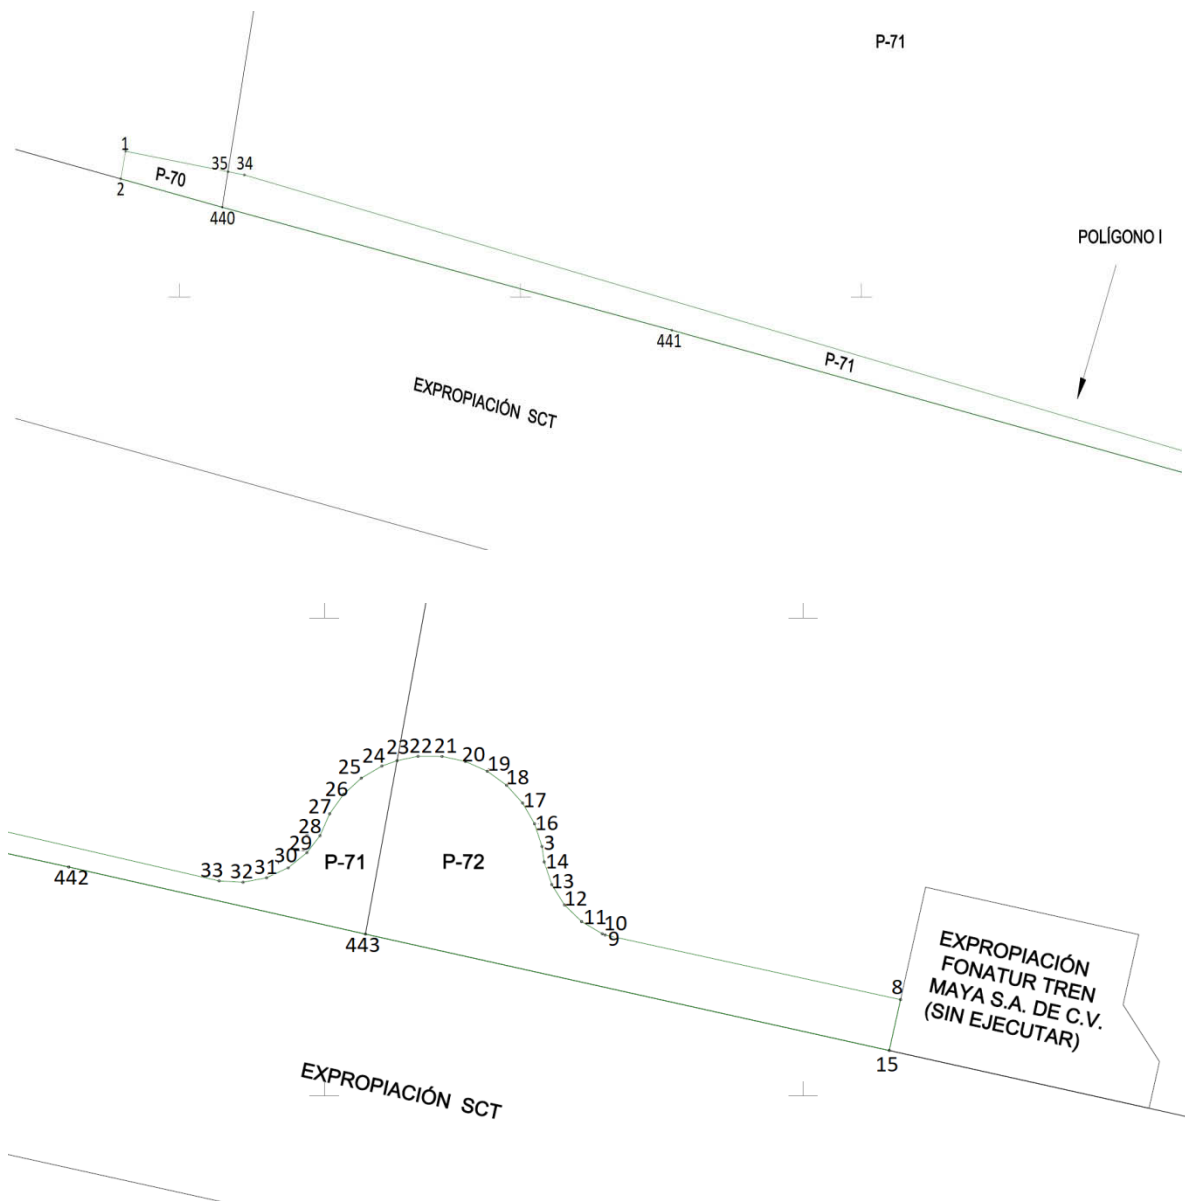 P-71
1
35 34
P-70
2
440
POLÍGONO I
441
P-71
EXPROPIACIÓN SCT
23 22 21
24
20
25
19
18
26
17
27
16
28
3
29
14
30
P-71
P-72
33 32 31
442
13
12
11
10
9
443
EXPROPIACIÓN
FONATUR TREN
MAYA S.A. DE C.V.
(SIN EJECUTAR)
8
15
EXPROPIACIÓN SCT